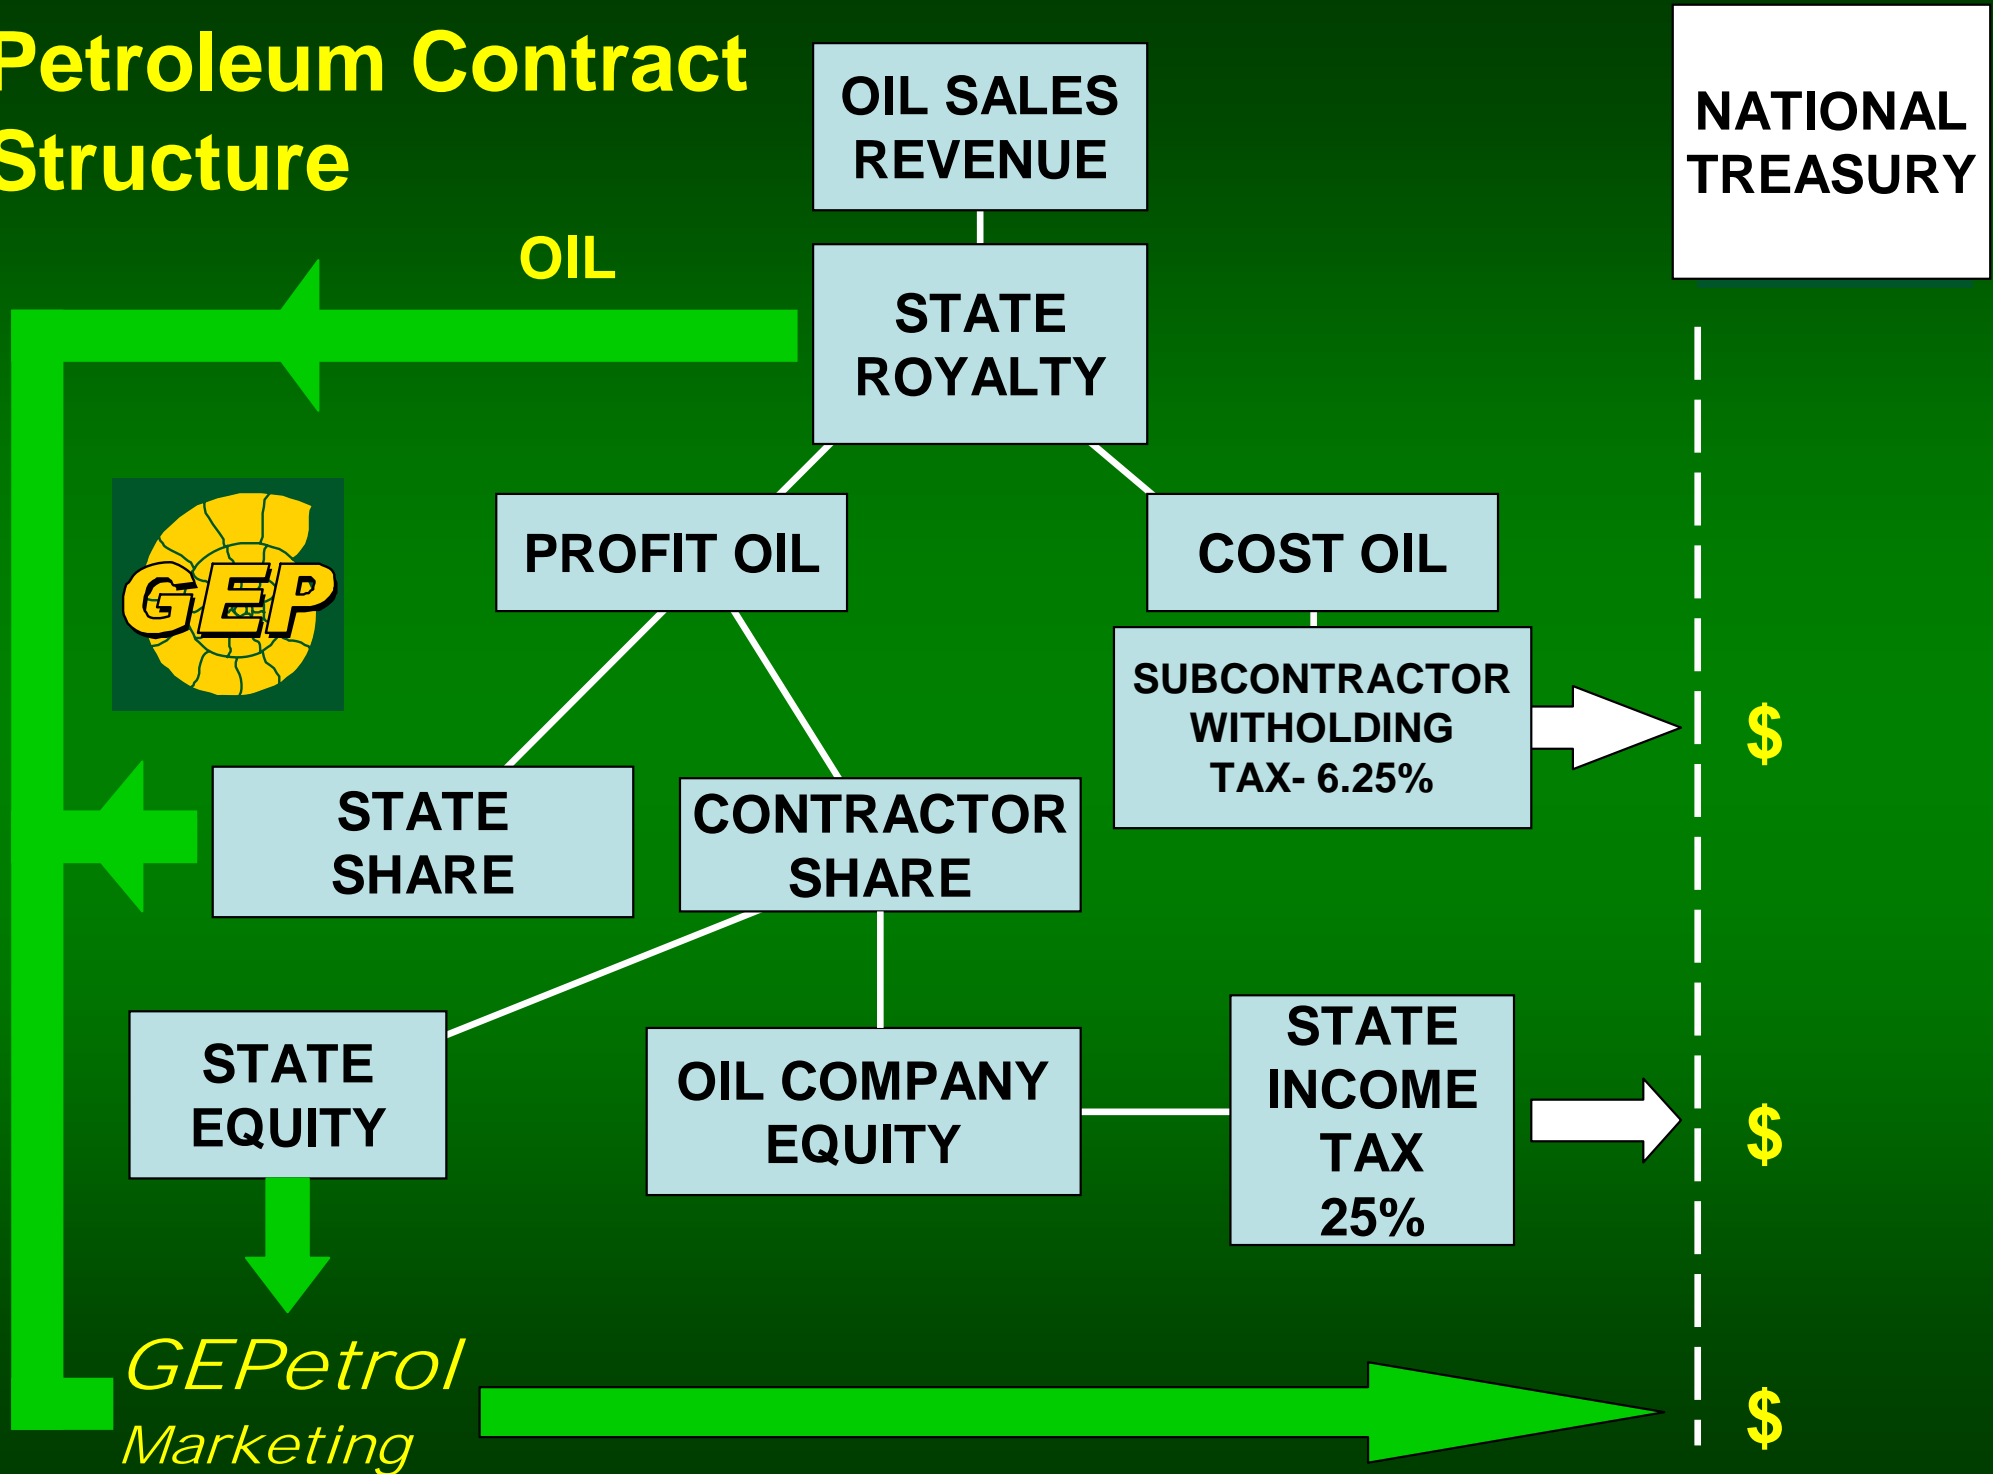 Petroleum Contract
Structure
OIL SALES
REVENUE
NATIONAL
TREASURY
OIL
STATE
ROYALTY
GEP
PROFIT OIL
COST OIL
SUBCONTRACTOR
WITHOLDING
TAX- 6.25%
$
STATE
SHARE
CONTRACTOR
SHARE
STATE
EQUITY
OIL COMPANY
EQUITY
STATE
INCOME
TAX
25%
$
GEPetrol
Marketing
$